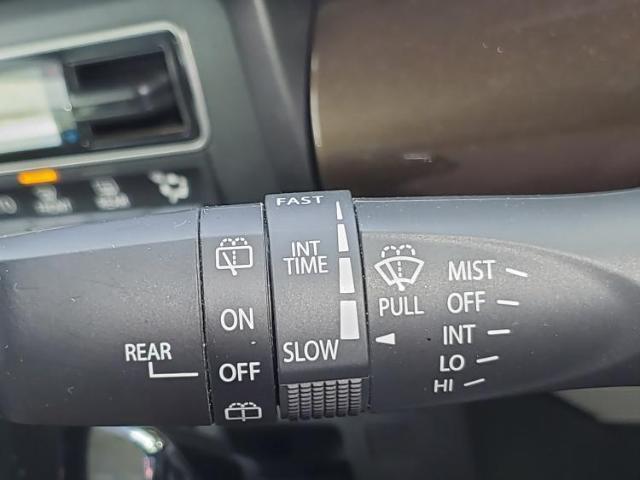 FAST
INT
TIME
SLOW
ON
REAR
OFF
PULL
MIST
OFF
INT
LO
HI